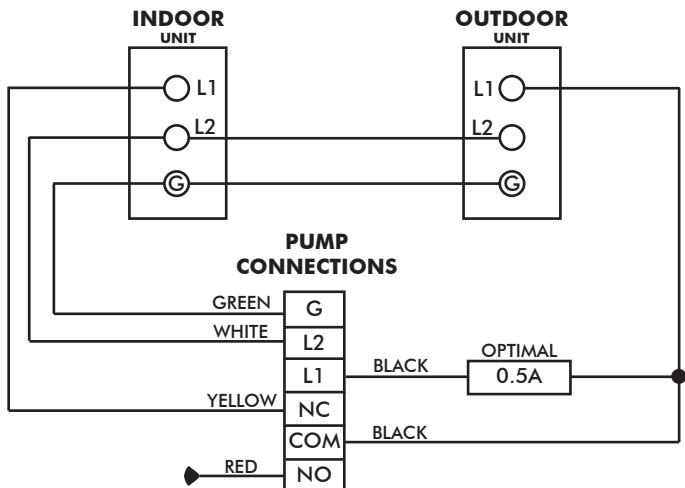 INDOOR
UNIT
OUTDOOR
UNIT
L1
L1
L2
L2
G
G
PUMP
CONNECTIONS
GREEN
G
WHITE
L2
L1
BLACK
OPTIMAL
0.5A
YELLOW
NC
COM
BLACK
RED
NO